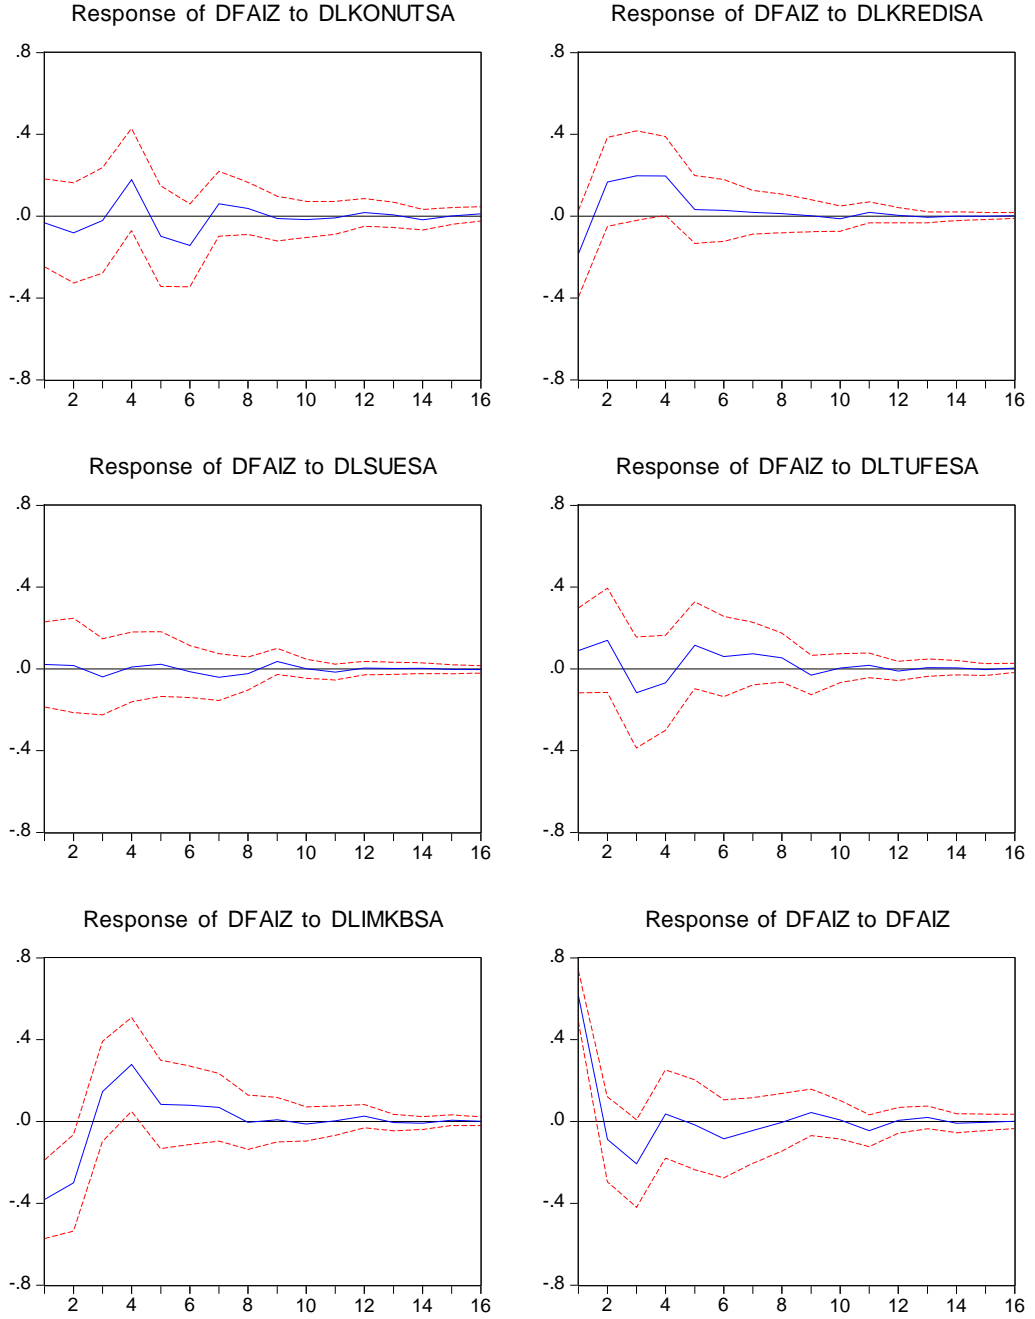 Response of DFAIZ to DLKONUTSA
.8
.4
.0
-.4
-.8
2 4 6 8 10 12 14 16
Response of DFAIZ to DLKREDISA
.8
.4
.0
-.4
-.8
2 4 6 8 10 12 14 16
Response of DFAIZ to DLSUESA
.8
.4
.0
-.4
-.8
2 4 6 8 10 12 14 16
Response of DFAIZ to DLTUFESA
.8
.4
.0
-.4
-.8
2 4 6 8 10 12 14 16
Response of DFAIZ to DLIMKBSA
.8
.4
.0
-.4
-.8
2 4 6 8 10 12 14 16
Response of DFAIZ to DFAIZ
.8
.4
.0
-.4
-.8
2 4 6 8 10 12 14 16